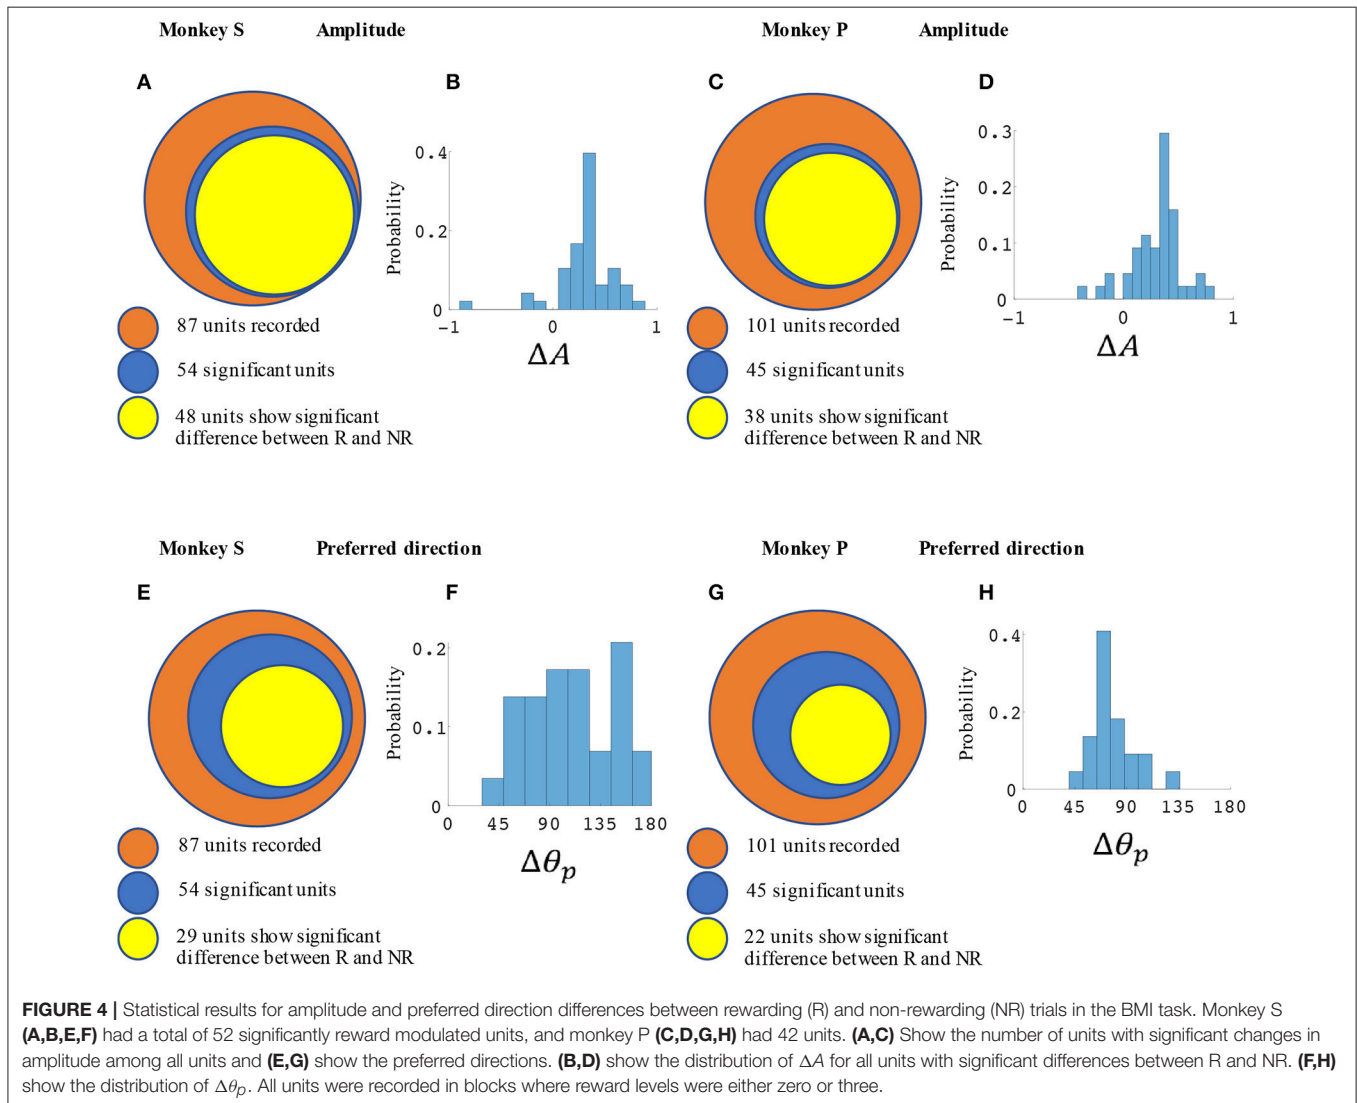 Monkey S Amplitude Monkey P Amplitude
A B C D
0.4
0.2
0
-1 0 1
Probability
ΔA
0.3
0.2
0.1
0
-1 0 1
Probability
ΔA
87 units recorded
54 significant units
48 units show significant
difference between R and NR
101 units recorded
45 significant units
38 units show significant
difference between R and NR
Monkey S Preferred direction Monkey P Preferred direction
E F G H
0.2
0.1
0
0 45 90 135 180
Probability
Δθp
0.4
0.2
0
0 45 90 135 180
Probability
Δθp
87 units recorded
54 significant units
29 units show significant
difference between R and NR
101 units recorded
45 significant units
22 units show significant
difference between R and NR
FIGURE 4 | Statistical results for amplitude and preferred direction differences between rewarding (R) and non-rewarding (NR) trials in the BMI task. Monkey S
(A,B,E,F) had a total of 52 significantly reward modulated units, and monkey P (C,D,G,H) had 42 units. (A,C) Show the number of units with significant changes in
amplitude among all units and (E,G) show the preferred directions. (B,D) show the distribution of ΔA for all units with significant differences between R and NR. (F,H)
show the distribution of Δθp. All units were recorded in blocks where reward levels were either zero or three.